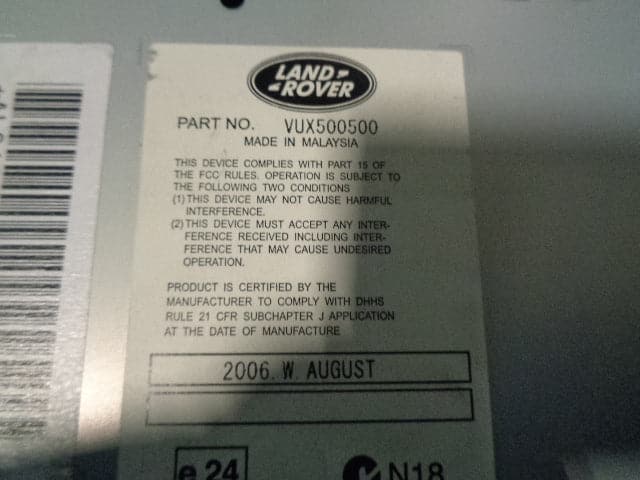 LAND-
-ROVER
PART NO. VUX500500
MADE IN MALAYSIA
THIS DEVICE COMPLIES WITH PART 15 OF
THE FCC RULES. OPERATION IS SUBJECT TO
THE FOLLOWING TWO CONDITIONS
(1)THIS DEVICE MAY NOT CAUSE HARMFUL
INTERFERENCE.
(2)THIS DEVICE MUST ACCEPT ANY INTER-
FERENCE RECEIVED INCLUDING INTER-
FERENCE THAT MAY CAUSE UNDESIRED
OPERATION.
PRODUCT IS CERTIFIED BY THE
MANUFACTURER TO COMPLY WITH DHHS
RULE 21 CFR SUBCHAPTER J APPLICATION
AT THE DATE OF MANUFACTURE
2006. W. AUGUST
e 24
N18